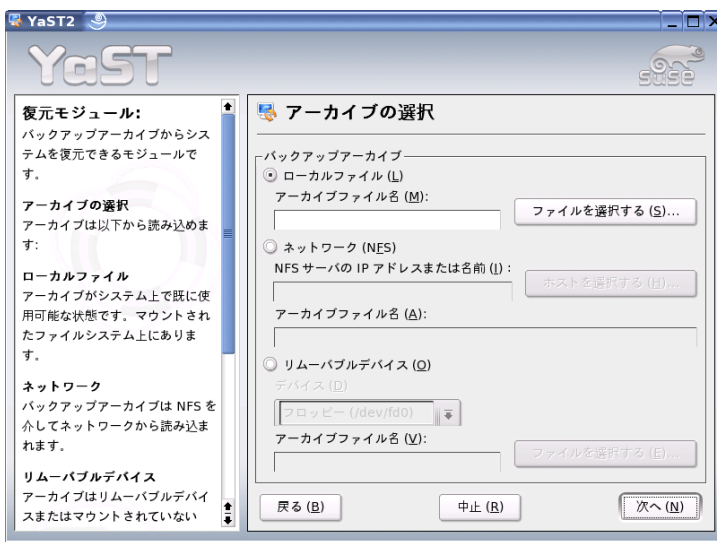 YaST2
YaST
SUSE
復元モジュール:
バックアップアーカイブからシス
テムを復元できるモジュールで
す。
アーカイブの選択
アーカイブは以下から読み込めま
す:
ローカルファイル
アーカイブがシステム上で既に使
用可能な状態です。マウントされ
たファイルシステム上にありま
す。
ネットワーク
バックアップアーカイブは NFS を
介してネットワークから読み込ま
れます。
リムーバブルデバイス
アーカイブはリムーバブルデバイ
スまたはマウントされていない
アーカイブの選択
バックアップアーカイブ
ローカルファイル (L)
アーカイブファイル名 (M):
ファイルを選択する (S)...
ネットワーク (NFS)
NFS サーバの IP アドレスまたは名前 (I) :
ホストを選択する (H)...
アーカイブファイル名 (A):
リムーバブルデバイス (O)
デバイス (D)
フロッピー (/dev/fd0)
アーカイブファイル名 (V):
ファイルを選択する (E)...
戻る (B)
中止 (R)
次へ (N)